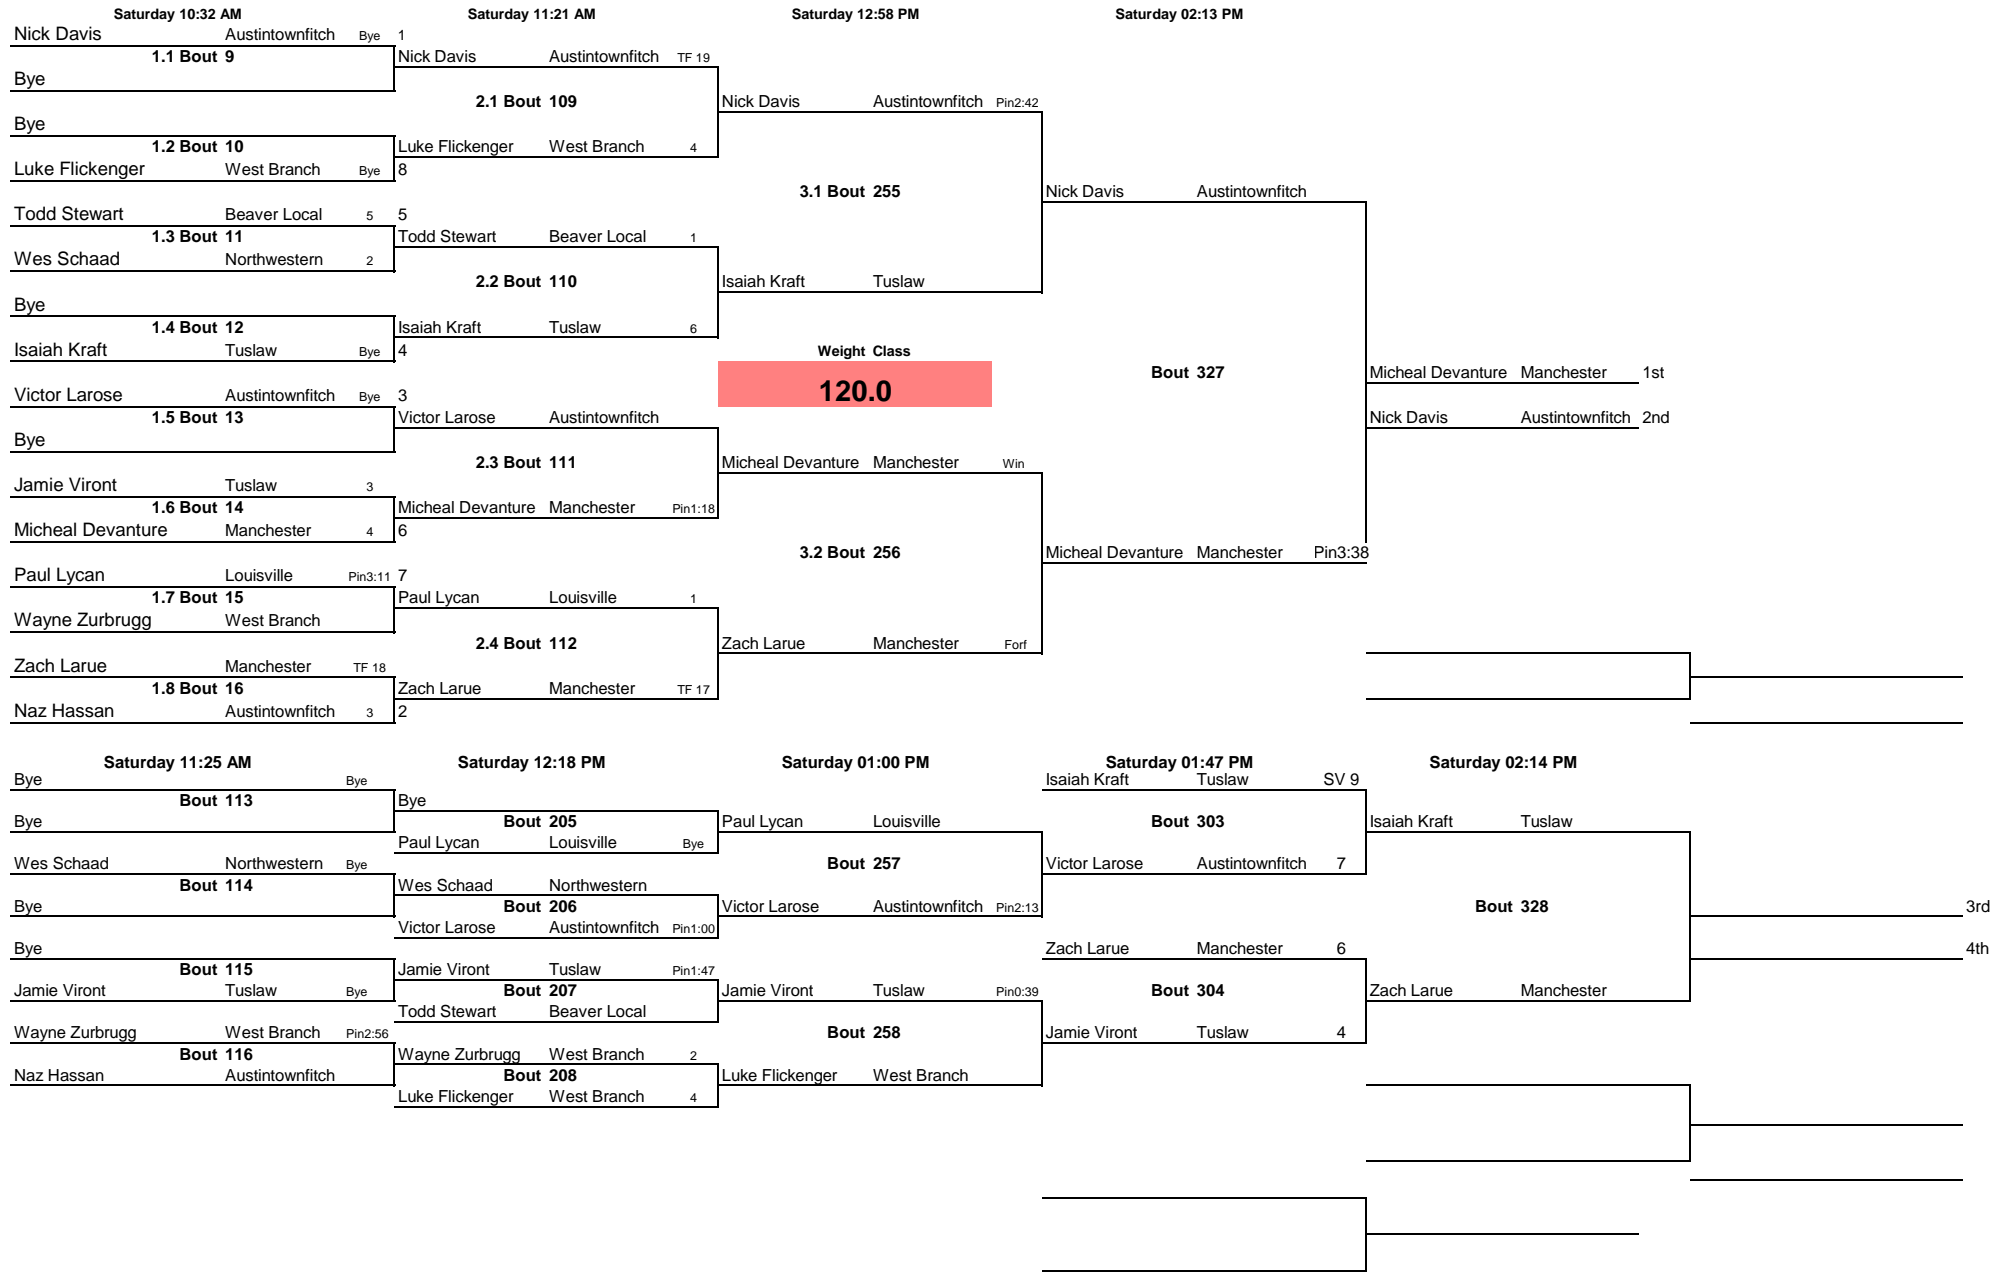 Saturday 10:32 AM Saturday 11:21 AM Saturday 12:58 PM Saturday 02:13 PM
Nick Davis Austintownfitch Bye 1
1.1 Bout 9 Nick Davis Austintownfitch TF 19
Bye
2.1 Bout 109 Nick Davis Austintownfitch Pin2:42
Bye
1.2 Bout 10 Luke Flickenger West Branch 4
Luke Flickenger West Branch Bye 8
3.1 Bout 255 Nick Davis Austintownfitch
Todd Stewart Beaver Local 5 5
1.3 Bout 11 Todd Stewart Beaver Local 1
Wes Schaad Northwestern 2
2.2 Bout 110 Isaiah Kraft Tuslaw
Bye
1.4 Bout 12 Isaiah Kraft Tuslaw 6
Isaiah Kraft Tuslaw Bye 4 Weight Class
Bout 327 Micheal Devanture Manchester 1st
120.0
Victor Larose Austintownfitch Bye 3
1.5 Bout 13 Victor Larose Austintownfitch Nick Davis Austintownfitch 2nd
Bye
2.3 Bout 111 Micheal Devanture Manchester Win
Jamie Viront Tuslaw 3
1.6 Bout 14 Micheal Devanture Manchester Pin1:18
Micheal Devanture Manchester 4 6
3.2 Bout 256 Micheal Devanture Manchester Pin3:38
Paul Lycan Louisville Pin3:11 7
1.7 Bout 15 Paul Lycan Louisville 1
Wayne Zurbrugg West Branch
2.4 Bout 112 Zach Larue Manchester Forf
Zach Larue Manchester TF 18
1.8 Bout 16 Zach Larue Manchester TF 17
Naz Hassan Austintownfitch 3 2
Saturday 11:25 AM Saturday 12:18 PM Saturday 01:00 PM Saturday 01:47 PM Saturday 02:14 PM
Bye Bye Isaiah Kraft Tuslaw SV 9
Bout 113 Bye
Bye Bout 205 Paul Lycan Louisville Bout 303 Isaiah Kraft Tuslaw
Paul Lycan Louisville Bye
Wes Schaad Northwestern Bye Bout 257 Victor Larose Austintownfitch 7
Bout 114 Wes Schaad Northwestern
Bye Bout 206 Victor Larose Austintownfitch Pin2:13 Bout 328 3rd
Victor Larose Austintownfitch Pin1:00
Bye Zach Larue Manchester 6 4th
Bout 115 Jamie Viront Tuslaw Pin1:47
Jamie Viront Tuslaw Bye Bout 207 Jamie Viront Tuslaw Pin0:39 Bout 304 Zach Larue Manchester
Todd Stewart Beaver Local
Wayne Zurbrugg West Branch Pin2:56 Bout 258 Jamie Viront Tuslaw 4
Bout 116 Wayne Zurbrugg West Branch 2
Naz Hassan Austintownfitch Bout 208 Luke Flickenger West Branch
Luke Flickenger West Branch 4